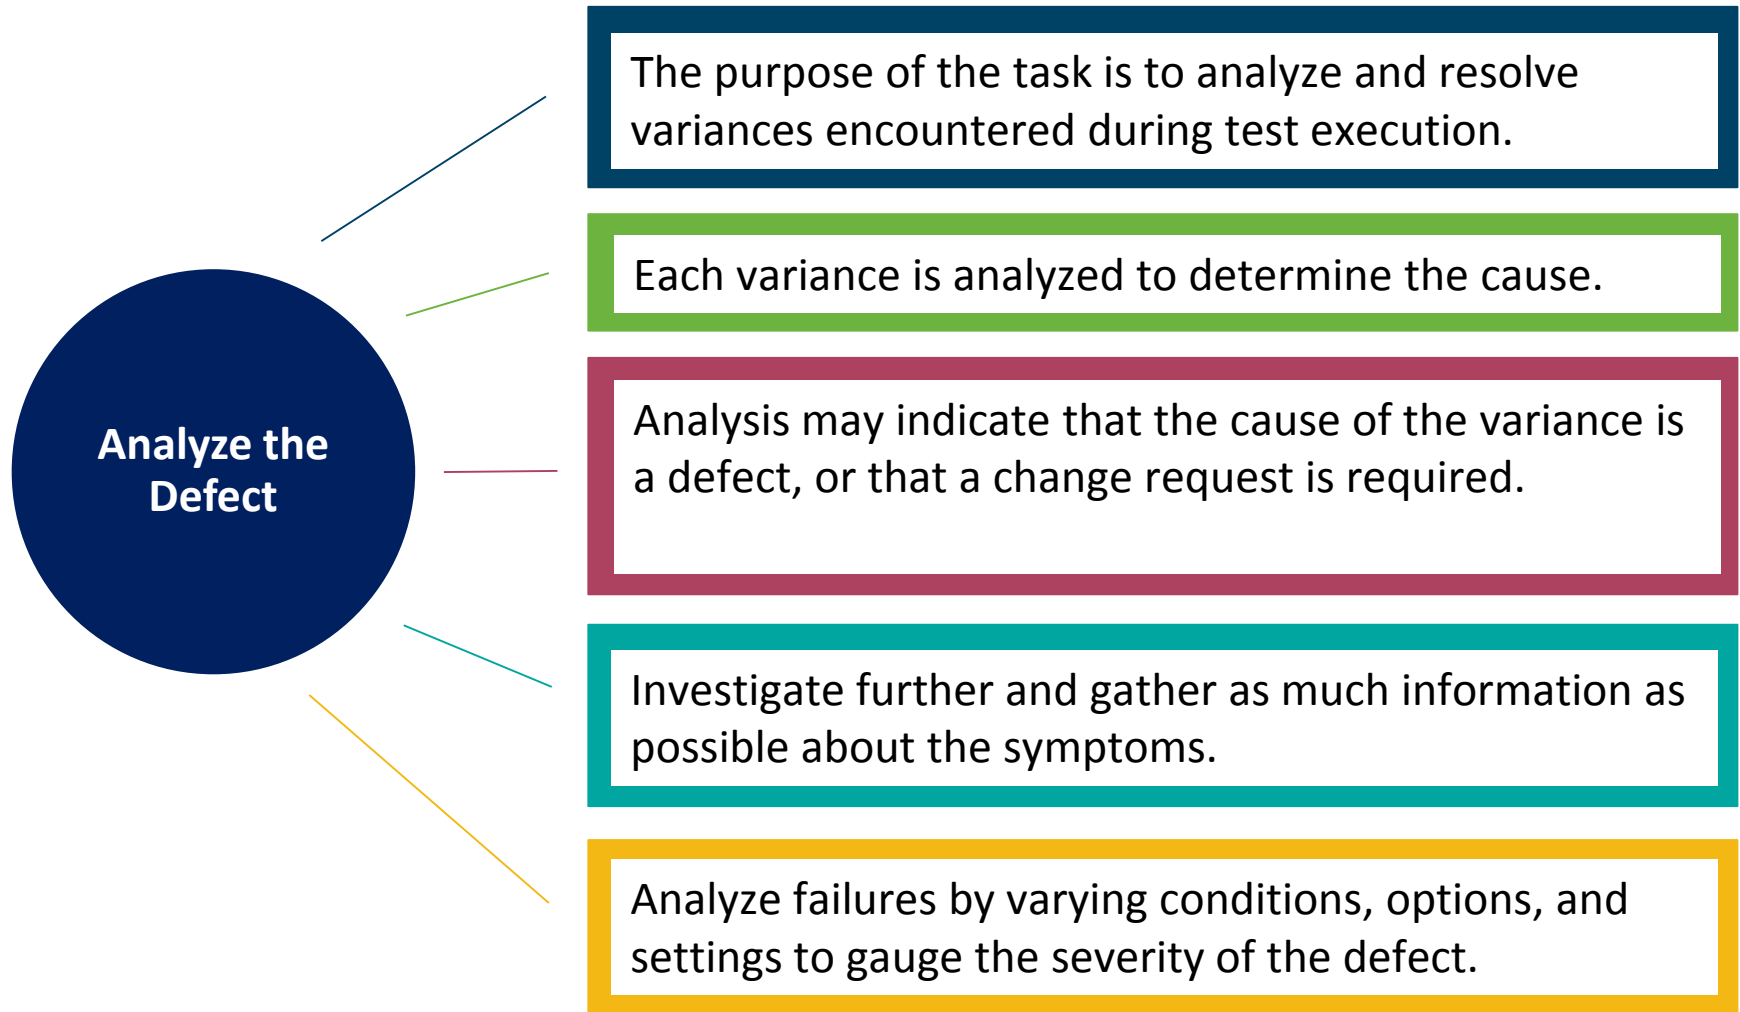 The purpose of the task is to analyze and resolve
variances encountered during test execution.
Each variance is analyzed to determine the cause.
Analyze the
Defect
Analysis may indicate that the cause of the variance is
a defect, or that a change request is required.
Investigate further and gather as much information as
possible about the symptoms.
Analyze failures by varying conditions, options, and
settings to gauge the severity of the defect.